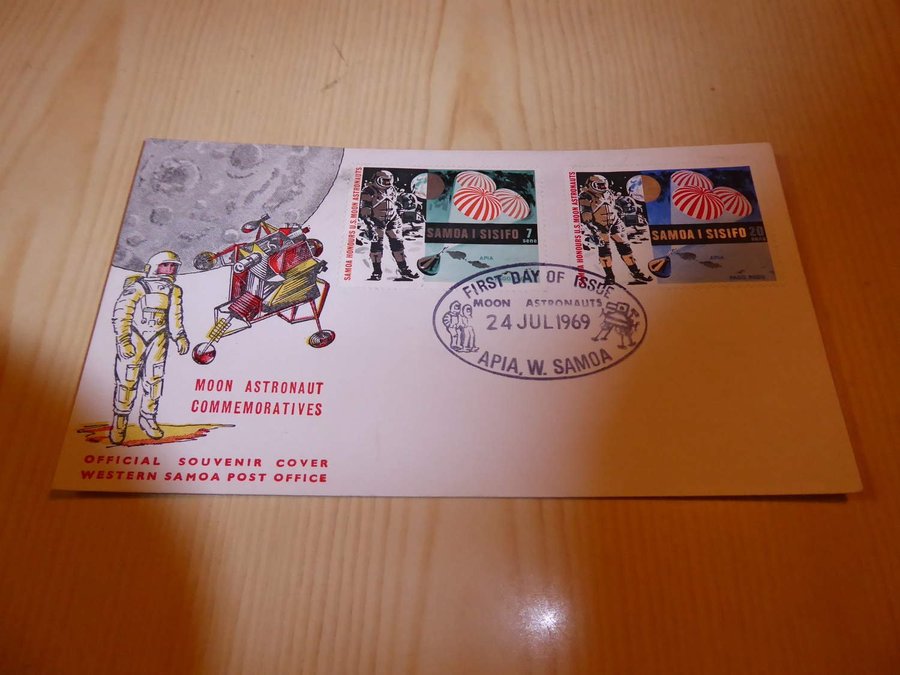 SAMOA HONOURS U.S. MOON ASTRONAUTS
SAMOA I SISIFO 7
sene
APIA
SAMOA HONOURS U.S. MOON ASTRONAUTS
SAMOA I SISIFO 20
sene
APIA
PAGO PAGO
FIRST DAY OF ISSUE
MOON ASTRONAUTS
24 JUL 1969
APIA, W. SAMOA
MOON ASTRONAUT
COMMEMORATIVES
OFFICIAL SOUVENIR COVER
WESTERN SAMOA POST OFFICE